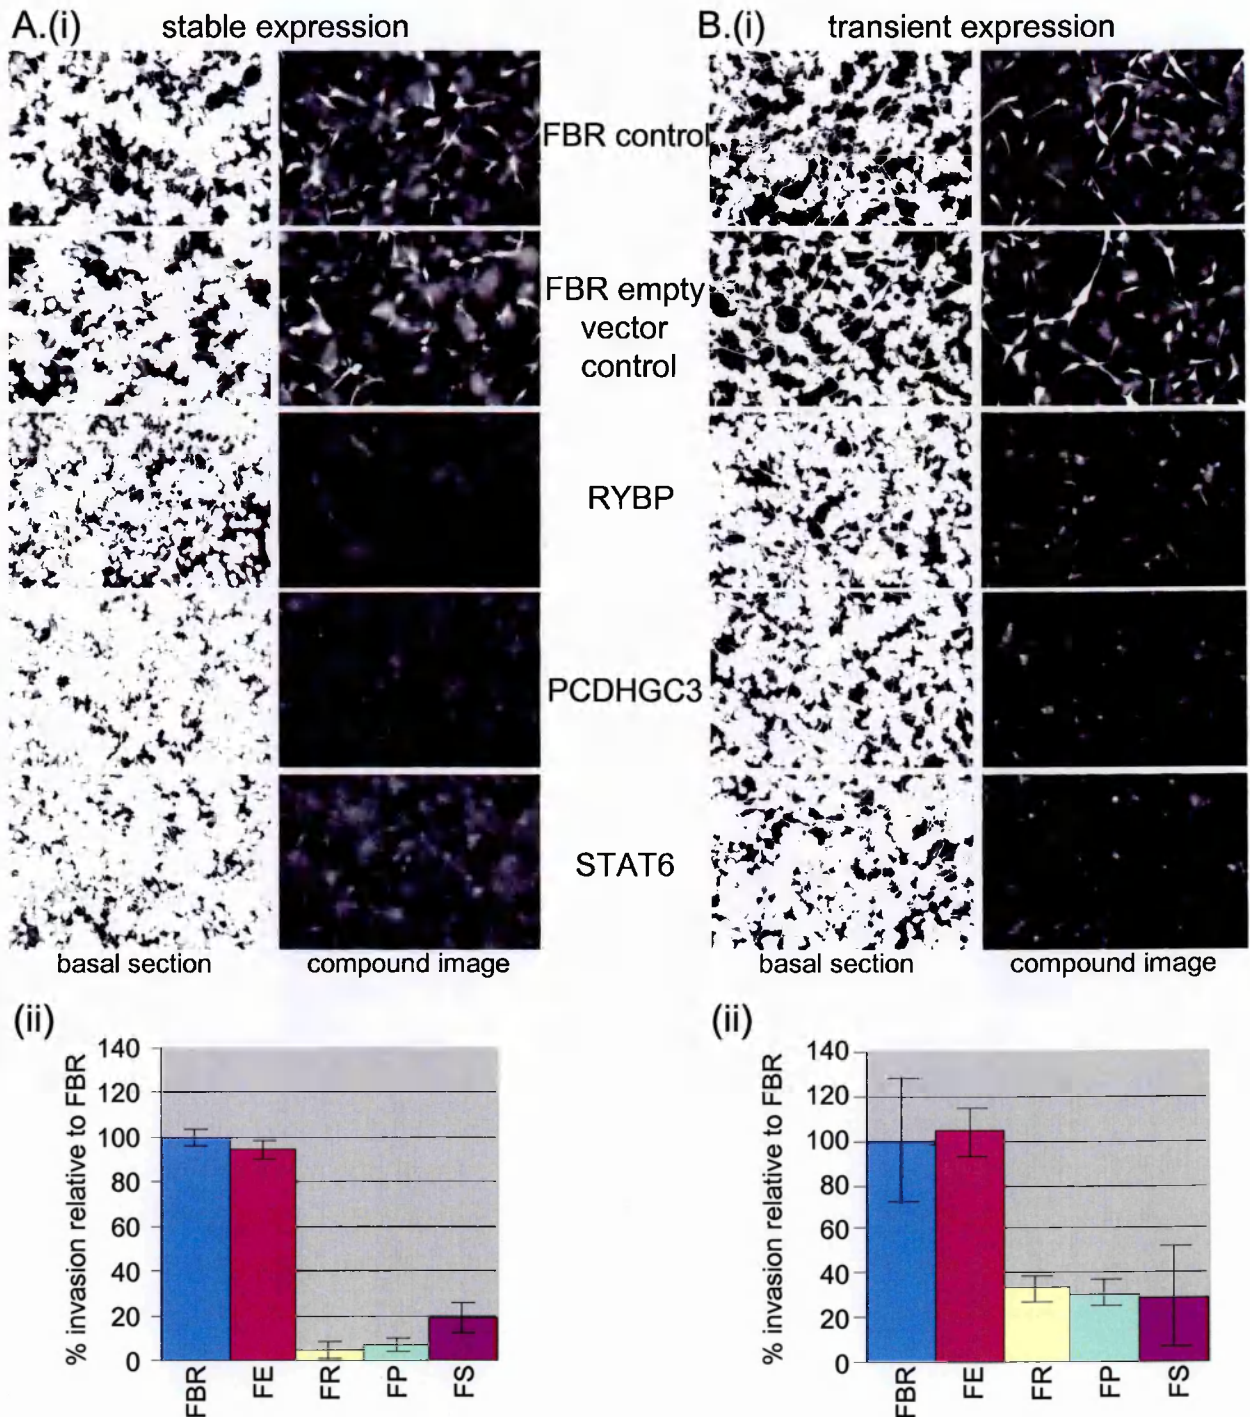 A.(i) stable expression
B.(i) transient expression
FBR control
FBR empty
vector
control
RYBP
PCDHGC3
STAT6
basal section compound image
basal section compound image
(ii)
% invasion relative to FBR
140
120
100
80
60
40
20
0
FBR FE FR FP FS
(ii)
% invasion relative to FBR
140
120
100
80
60
40
20
0
FBR FE FR FP FS